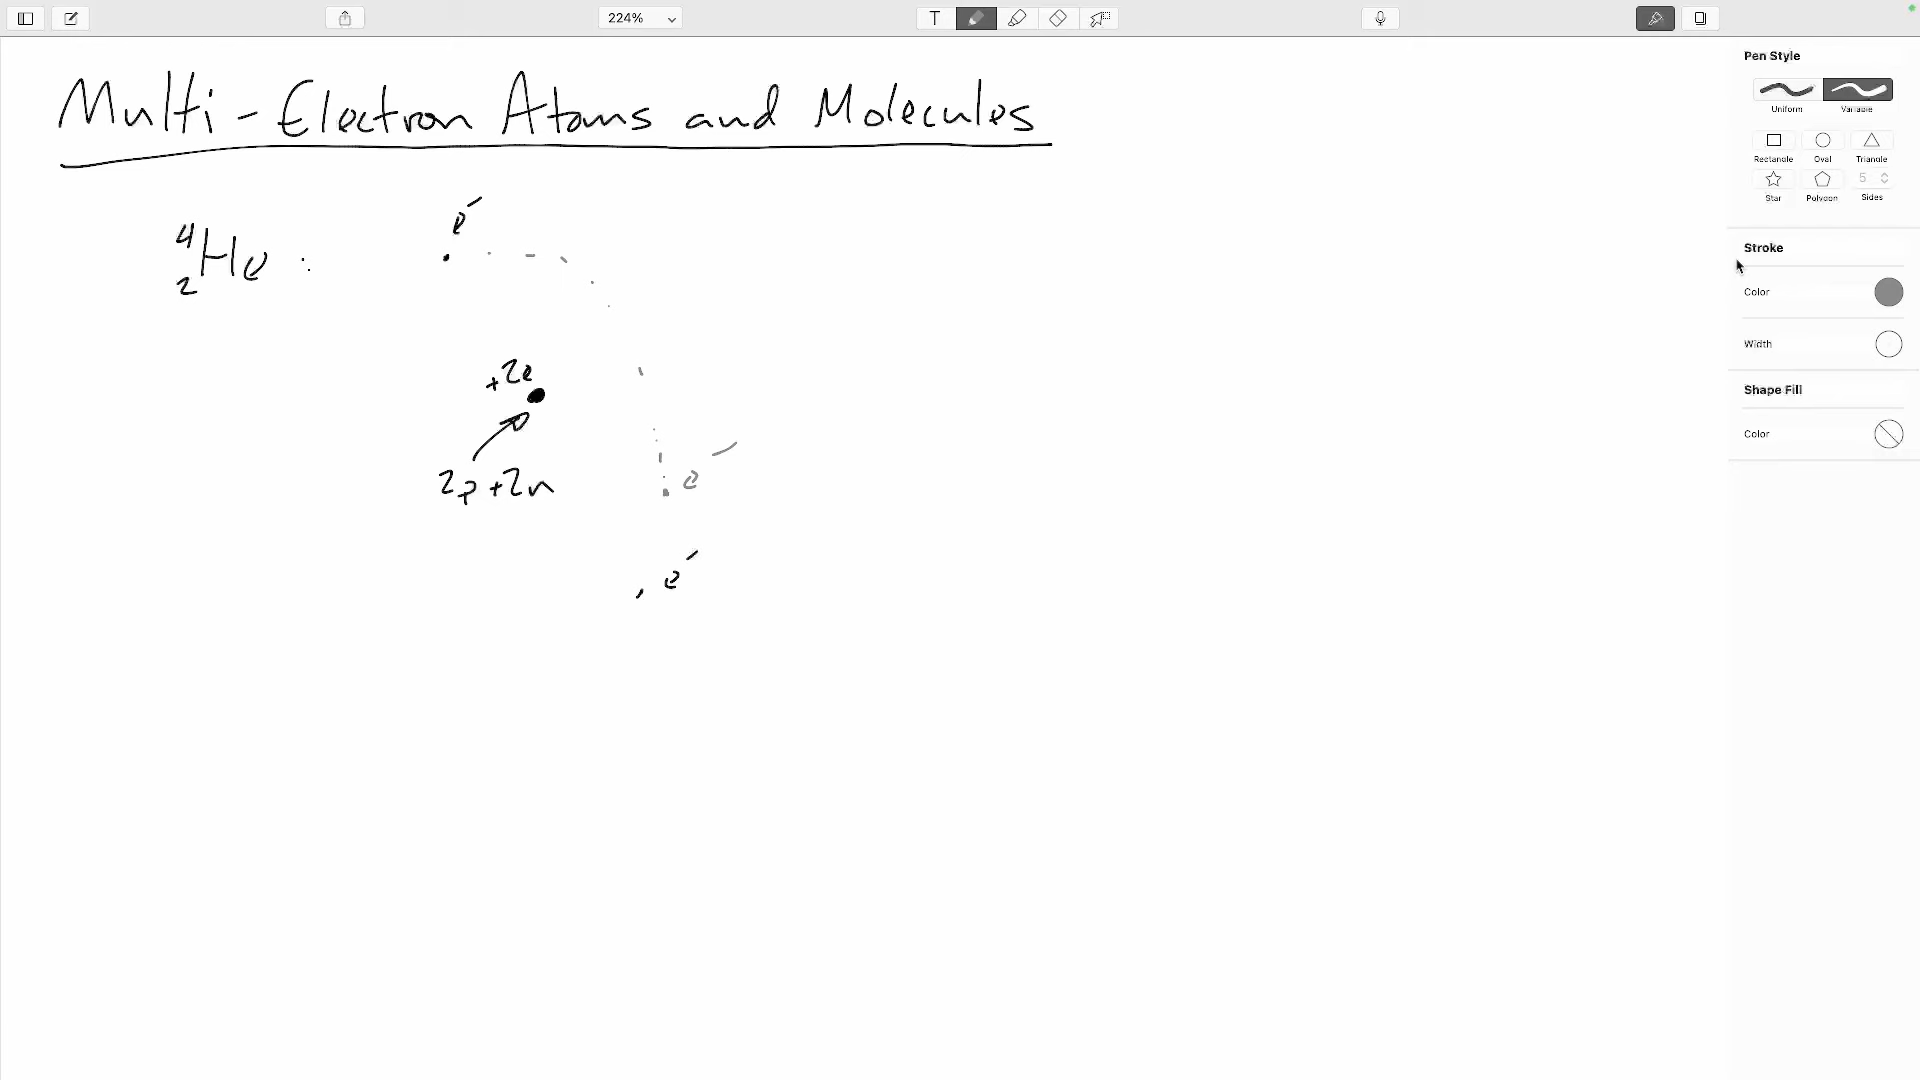 224%
T
Multi-Electron Atoms and Molecules
⁴₂He :
e⁻
+2e
2p+2n
e⁻
e⁻
Pen Style
Uniform Variable
Rectangle Oval Triangle
5
Star Polygon Sides
Stroke
Color
Width
Shape Fill
Color